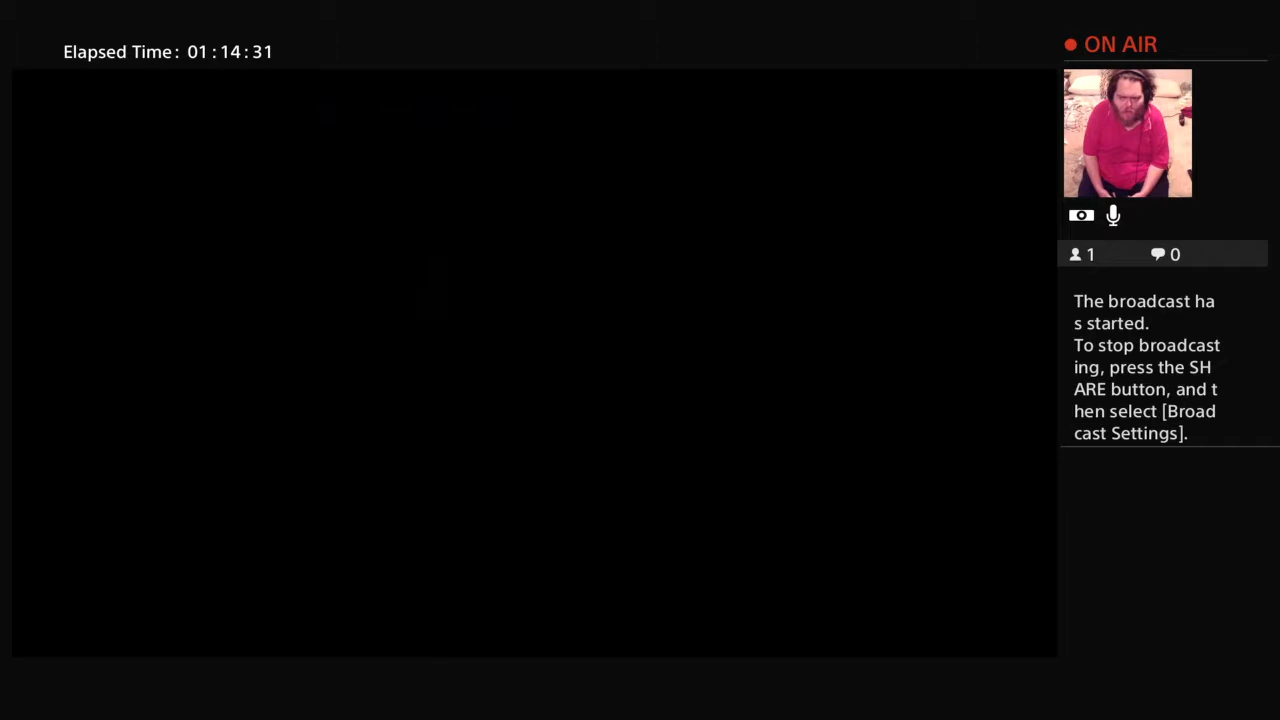 Elapsed Time: 01:14:31
ON AIR
1 0
The broadcast ha
s started.
To stop broadcast
ing, press the SH
ARE button, and t
hen select [Broad
cast Settings].